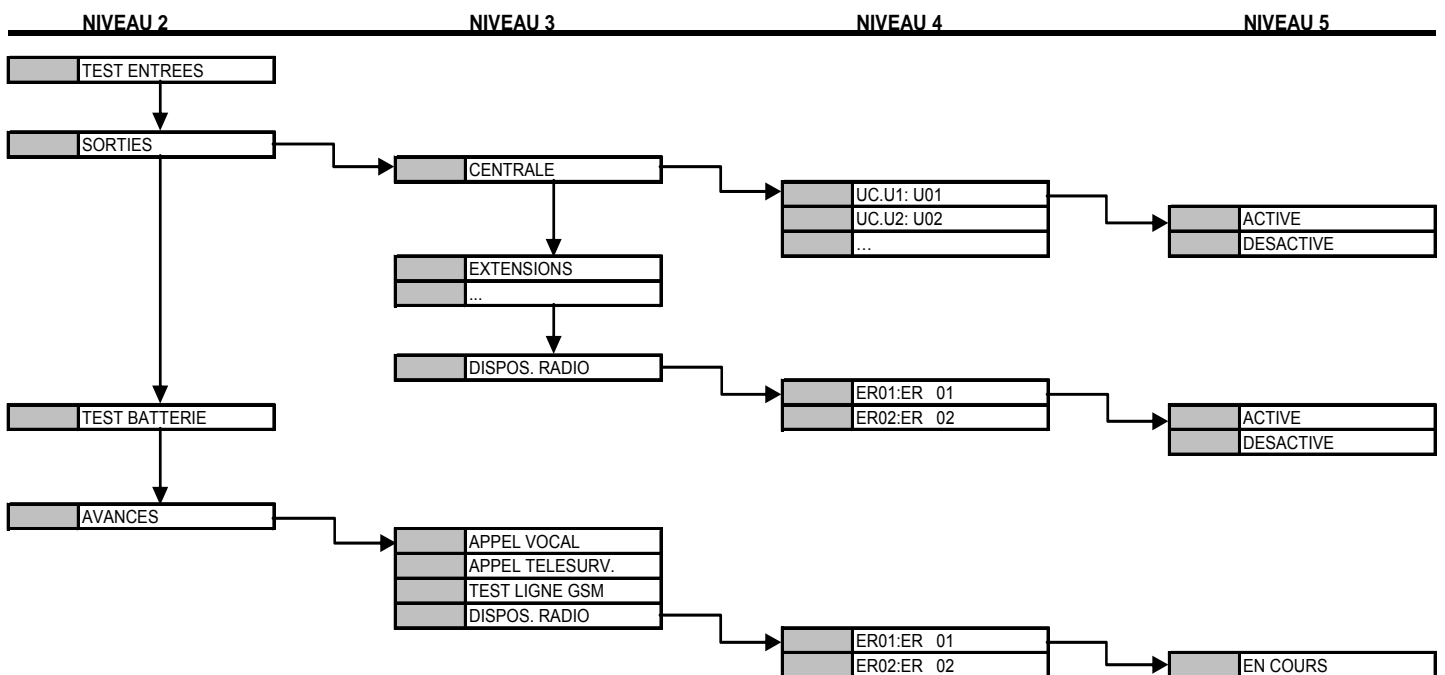 NIVEAU 2 NIVEAU 3 NIVEAU 4 NIVEAU 5
TEST ENTREES
SORTIES
CENTRALE
UC.U1: U01
UC.U2: U02
…
ACTIVE
DESACTIVE
EXTENSIONS
...
DISPOS. RADIO
ER01:ER 01
ER02:ER 02
ACTIVE
DESACTIVE
TEST BATTERIE
AVANCES
APPEL VOCAL
APPEL TELESURV.
TEST LIGNE GSM
DISPOS. RADIO
ER01:ER 01
ER02:ER 02
EN COURS